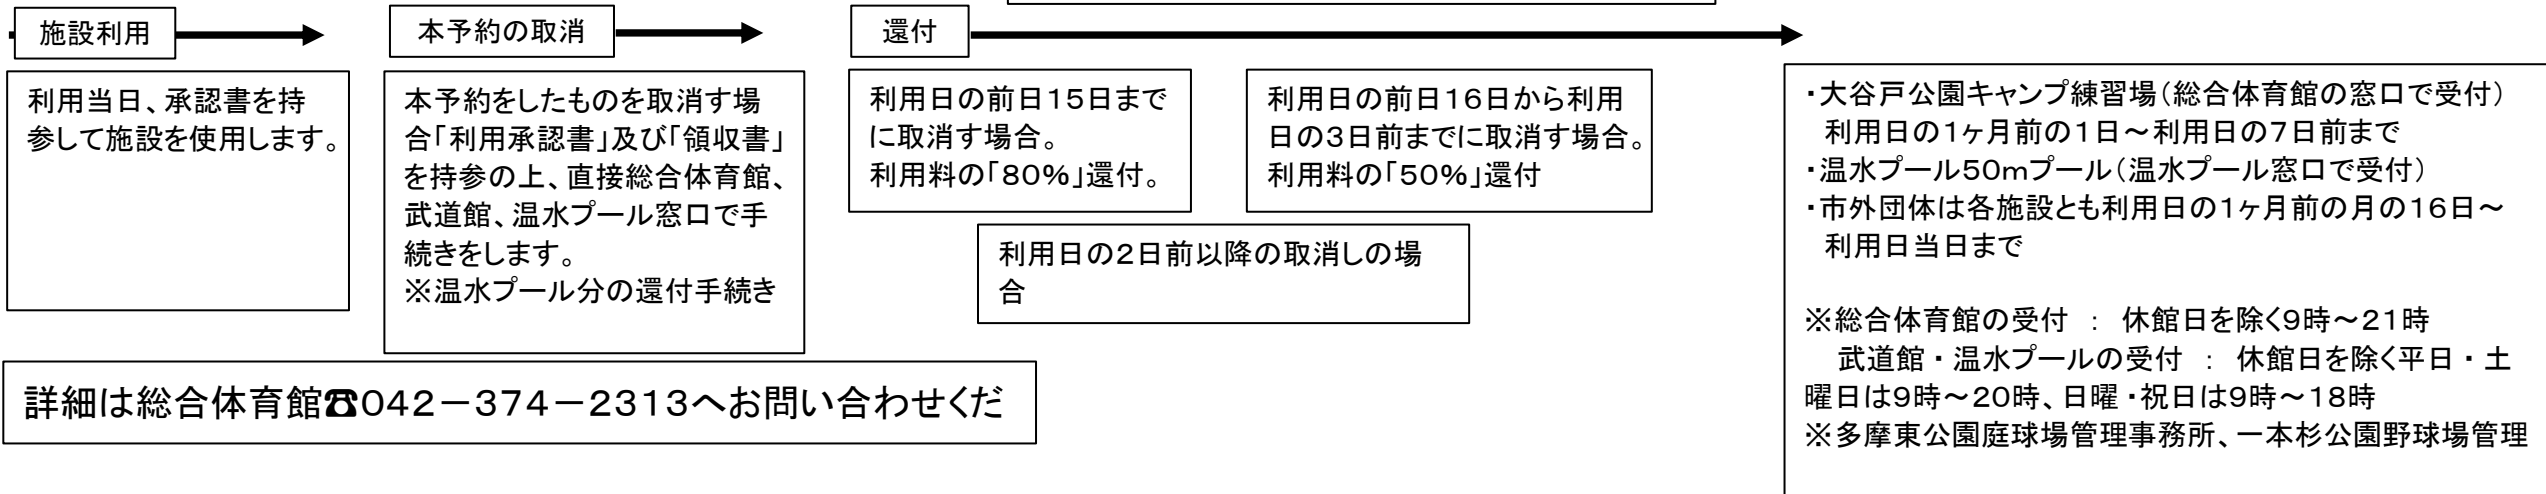 施設利用
本予約の取消
還付
利用当日、承認書を持
参して施設を使用します。
本予約をしたものを取消す場
合「利用承認書」及び「領収書」
を持参の上、直接総合体育館、
武道館、温水プール窓口で手
続きをします。
※温水プール分の還付手続き
利用日の前日15日まで
に取消す場合。
利用料の「80%」還付。
利用日の前日16日から利用
日の3日前までに取消す場合。
利用料の「50%」還付
利用日の2日前以降の取消しの場
合
・大谷戸公園キャンプ練習場(総合体育館の窓口で受付)
利用日の1ヶ月前の1日~利用日の7日前まで
・温水プール50mプール(温水プール窓口で受付)
・市外団体は各施設とも利用日の1ヶ月前の月の16日~
利用日当日まで
※総合体育館の受付 : 休館日を除く9時~21時
武道館・温水プールの受付 : 休館日を除く平日・土
曜日は9時~20時、日曜・祝日は9時~18時
※多摩東公園庭球場管理事務所、一本杉公園野球場管理
詳細は総合体育館☎042-374-2313へお問い合わせくだ